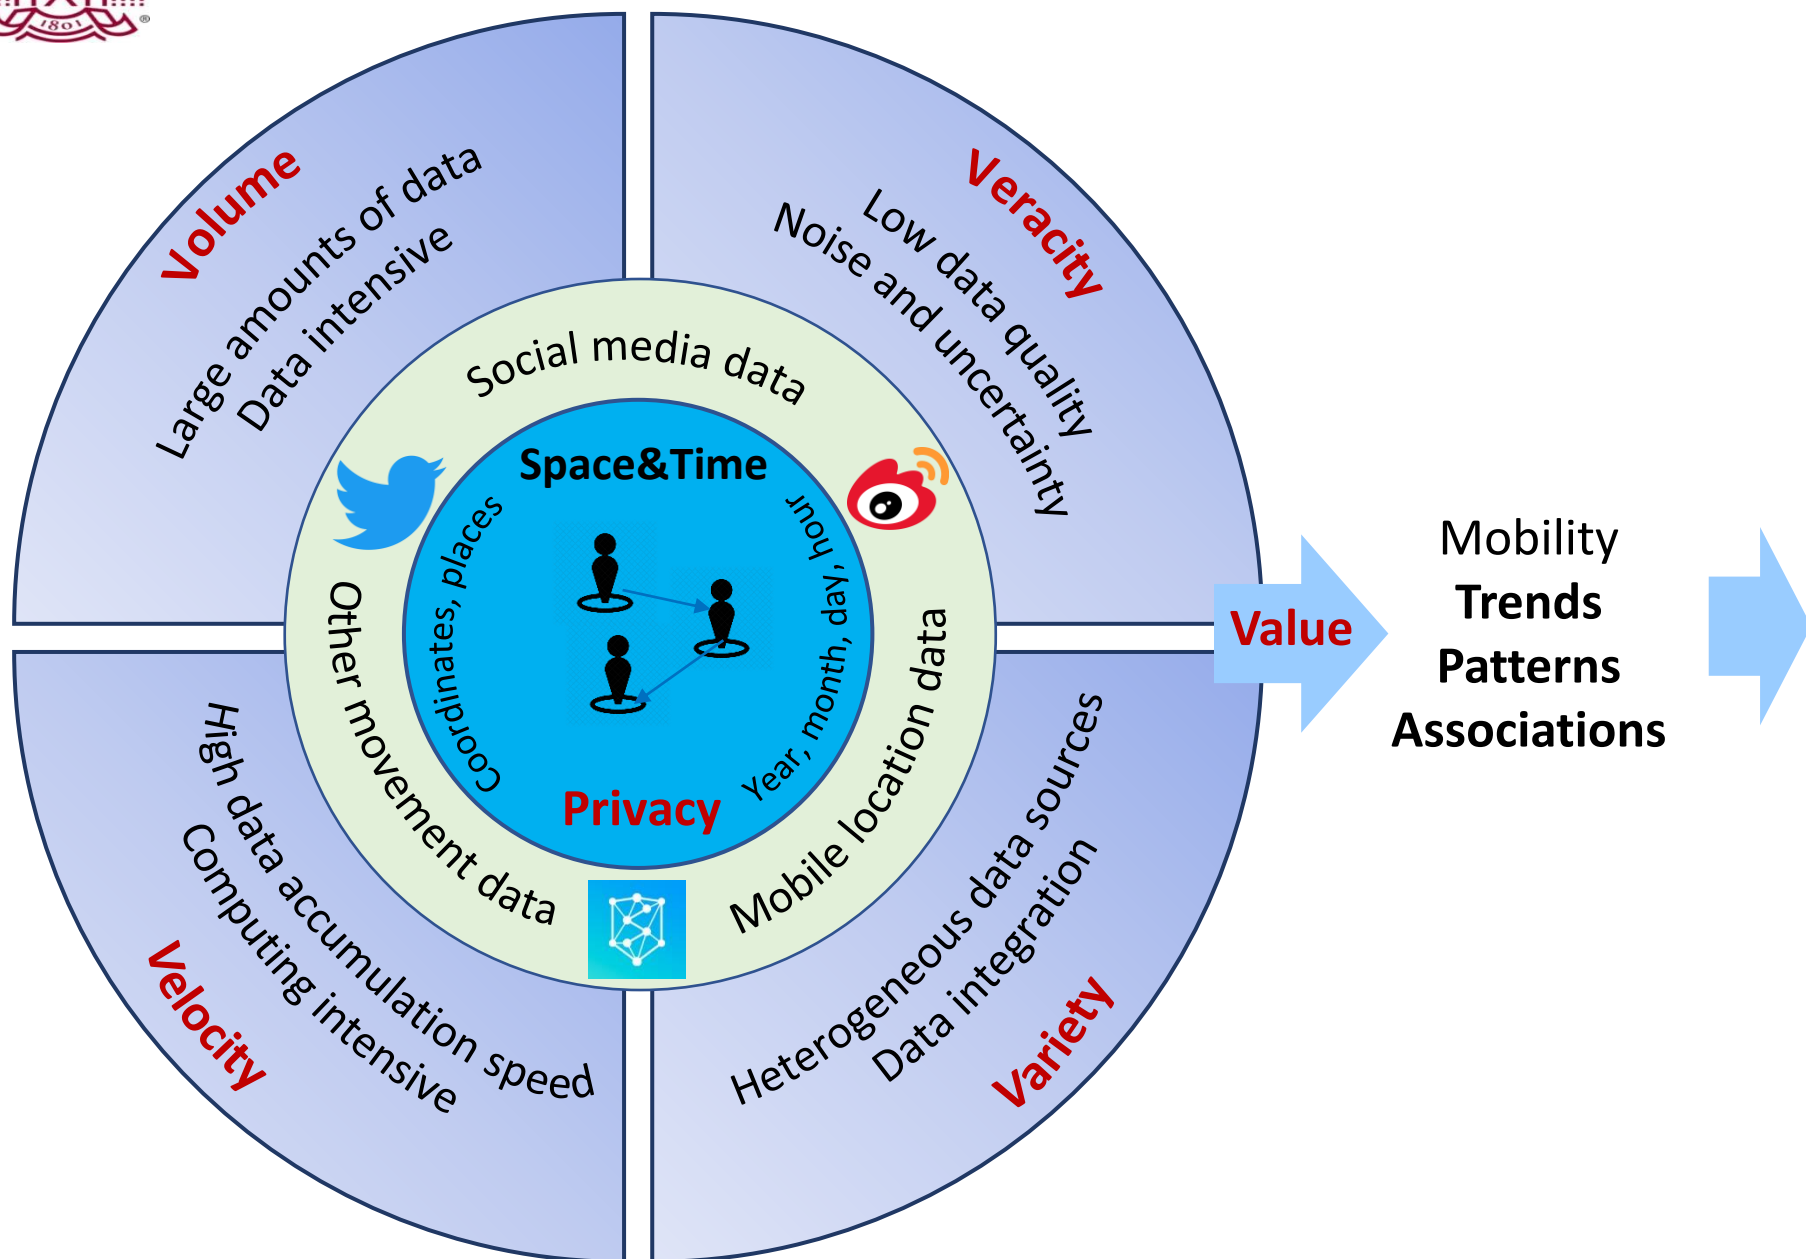 1801
®
Volume
Large amounts of data
Data intensive
Veracity
Low data quality
Noise and uncertainty
Social media data
Space&Time
Coordinates, places
Year, month, day, hour
Privacy
Other movement data
Mobile location data
High data accumulation speed
Computing intensive
Velocity
Heterogeneous data sources
Data integration
Variety
Value
Mobility
Trends
Patterns
Associations